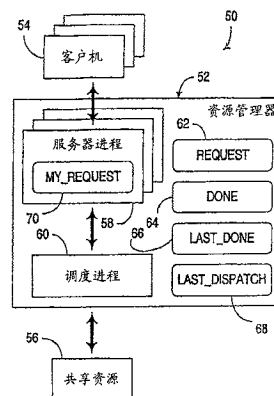 50
54
客户机
52
资源管理器
62
服务器进程
REQUEST
MY_REQUEST
64
70
58
DONE
60
66
调度进程
LAST_DONE
LAST_DISPATCH
56
68
共享资源